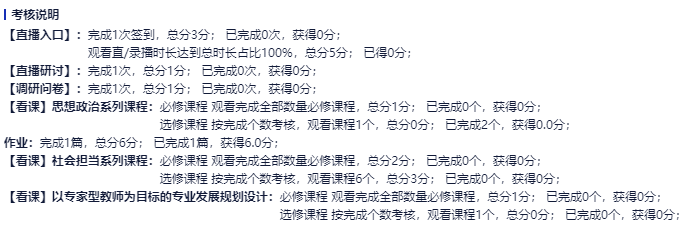 考核说明
【直播入口】：完成1次签到，总分3分； 已完成0次，获得0分；
观看直/录播时长达到总时长占比100%，总分5分； 已得0分；
【直播研讨】：完成1次，总分1分； 已完成0次，获得0分；
【调研问卷】：完成1次，总分1分； 已完成0次，获得0分；
【看课】思想政治系列课程：必修课程 观看完成全部数量必修课程，总分1分； 已完成0个，获得0分；
选修课程 按完成个数考核，观看课程1个，总分0分； 已完成2个，获得0.0分；
作业：完成1篇，总分6分； 已完成1篇，获得6.0分；
【看课】社会担当系列课程：必修课程 观看完成全部数量必修课程，总分2分； 已完成0个，获得0分；
选修课程 按完成个数考核，观看课程6个，总分3分； 已完成0个，获得0分；
【看课】以专家型教师为目标的专业发展规划设计：必修课程 观看完成全部数量必修课程，总分1分； 已完成0个，获得0分；
选修课程 按完成个数考核，观看课程1个，总分0分； 已完成0个，获得0分；